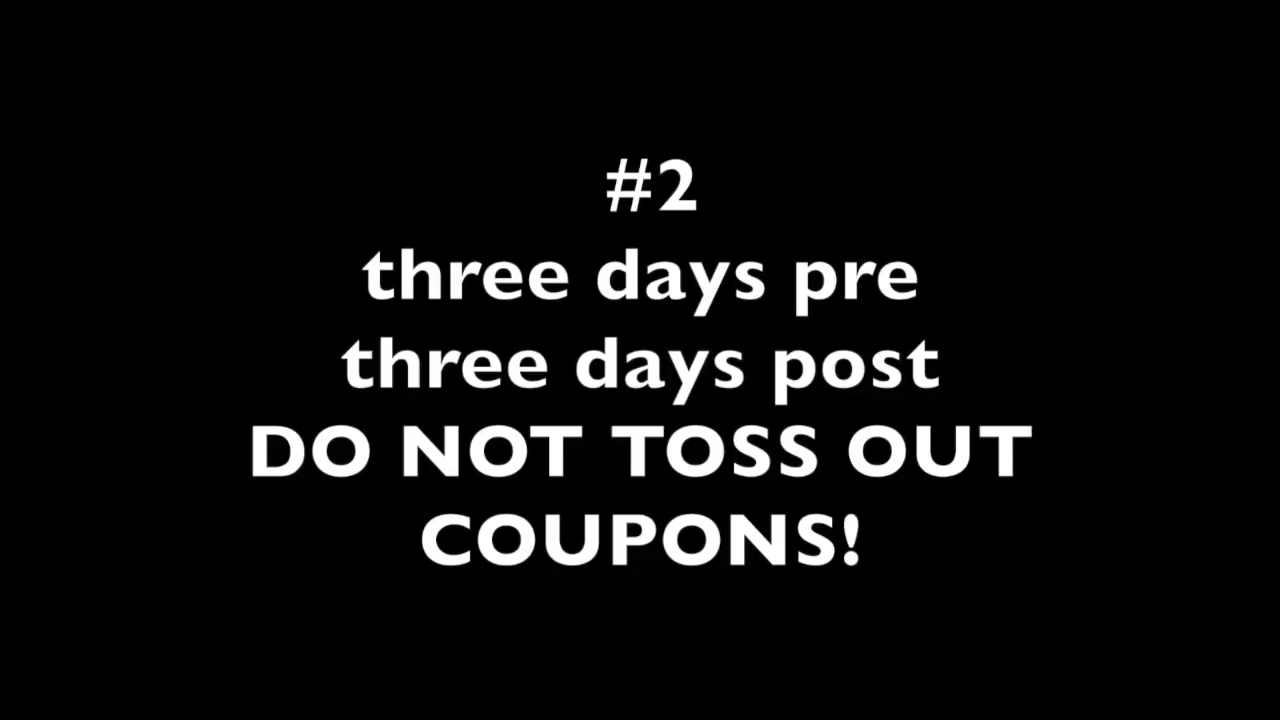 #2
three days pre
three days post
DO NOT TOSS OUT
COUPONS!